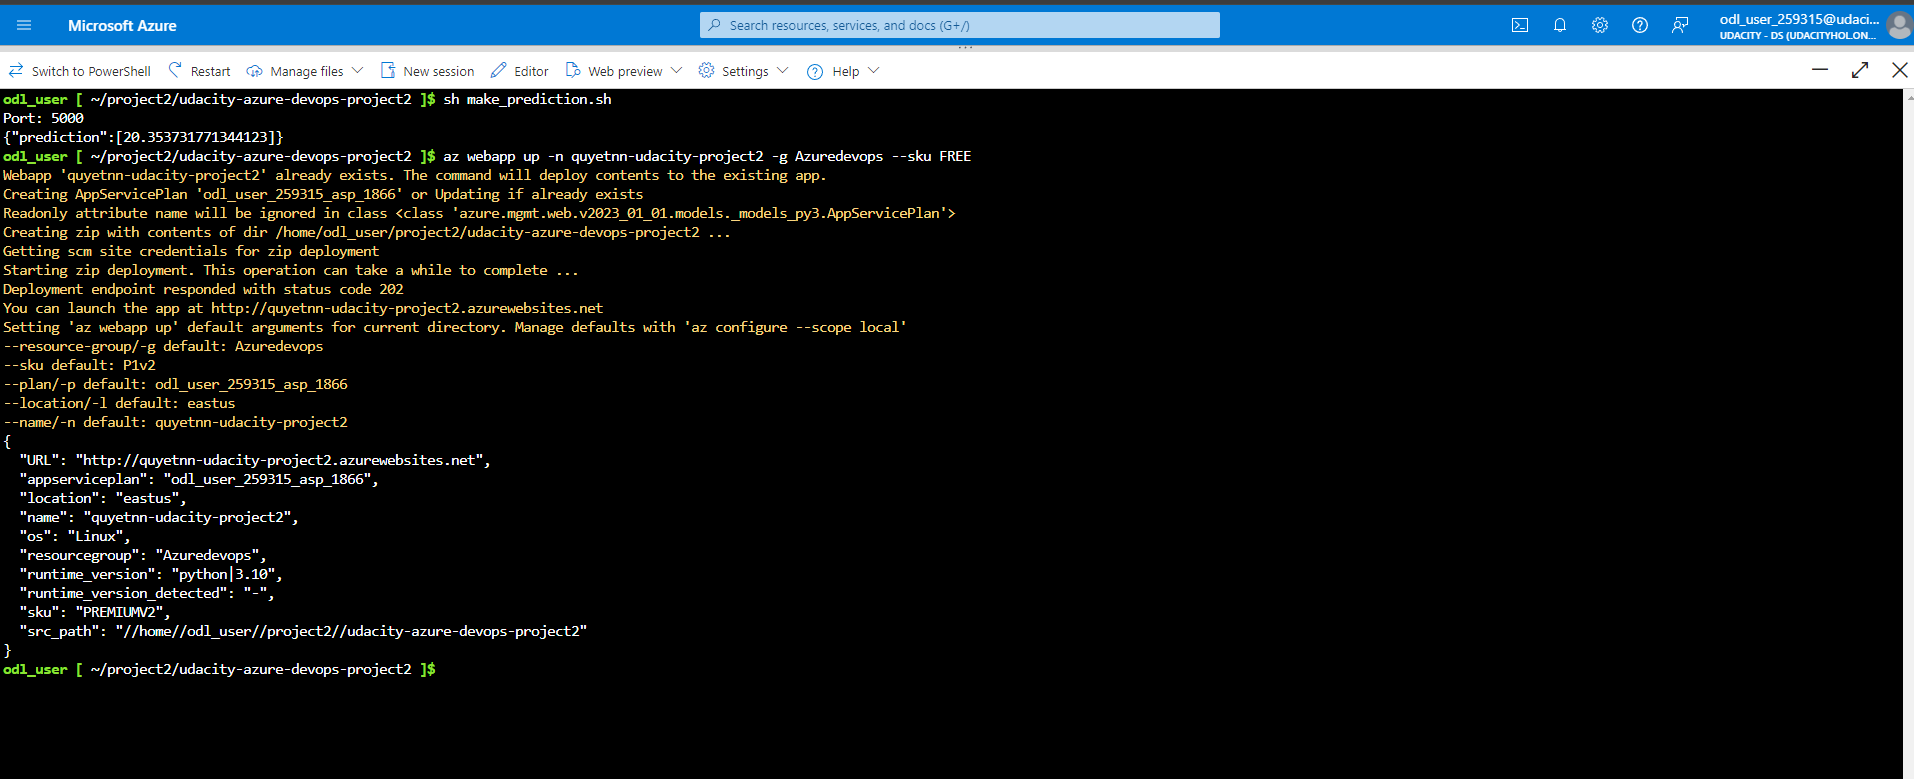 Microsoft Azure
Search resources, services, and docs (G+/)
odl_user_259315@udaci...
UDACITY - DS (UDACITYHOL.ON...
Switch to PowerShell Restart Manage files New session Editor Web preview Settings Help
odl_user [ ~/project2/udacity-azure-devops-project2 ]$ sh make_prediction.sh
Port: 5000
{"prediction":[20.353731771344123]}
odl_user [ ~/project2/udacity-azure-devops-project2 ]$ az webapp up -n quyetnn-udacity-project2 -g Azuredevops --sku FREE
Webapp 'quyetnn-udacity-project2' already exists. The command will deploy contents to the existing app.
Creating AppServicePlan 'odl_user_259315_asp_1866' or Updating if already exists
Readonly attribute name will be ignored in class <class 'azure.mgmt.web.v2023_01_01.models._models_py3.AppServicePlan'>
Creating zip with contents of dir /home/odl_user/project2/udacity-azure-devops-project2 ...
Getting scm site credentials for zip deployment
Starting zip deployment. This operation can take a while to complete ...
Deployment endpoint responded with status code 202
You can launch the app at http://quyetnn-udacity-project2.azurewebsites.net
Setting 'az webapp up' default arguments for current directory. Manage defaults with 'az configure --scope local'
--resource-group/-g default: Azuredevops
--sku default: P1v2
--plan/-p default: odl_user_259315_asp_1866
--location/-l default: eastus
--name/-n default: quyetnn-udacity-project2
{
"URL": "http://quyetnn-udacity-project2.azurewebsites.net",
"appserviceplan": "odl_user_259315_asp_1866",
"location": "eastus",
"name": "quyetnn-udacity-project2",
"os": "Linux",
"resourcegroup": "Azuredevops",
"runtime_version": "python|3.10",
"runtime_version_detected": "-",
"sku": "PREMIUMV2",
"src_path": "//home//odl_user//project2//udacity-azure-devops-project2"
}
odl_user [ ~/project2/udacity-azure-devops-project2 ]$